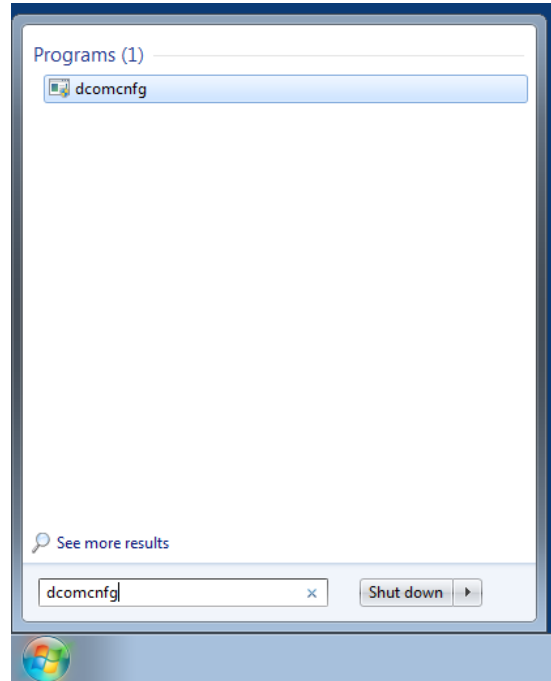 Programs (1)
dcomcnfg
See more results
dcomcnfg
Shut down